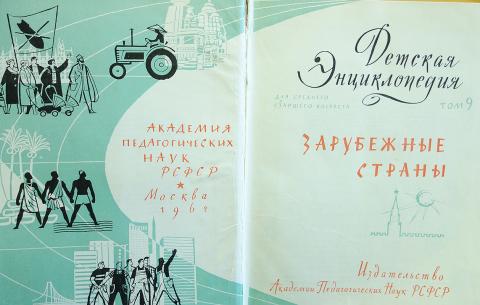 АКАДЕМИЯ
ПЕДАГОГИЧЕСКИХ
НАУК
РСФСР
Москва
Детская
Энциклопедия
ДЛЯ СРЕДНЕГО
И СТАРШЕГО ВОЗРАСТА
ТОМ 9
ЗАРУБЕЖНЫЕ
СТРАНЫ
Издательство
Академии Педагогических Наук РСФСР